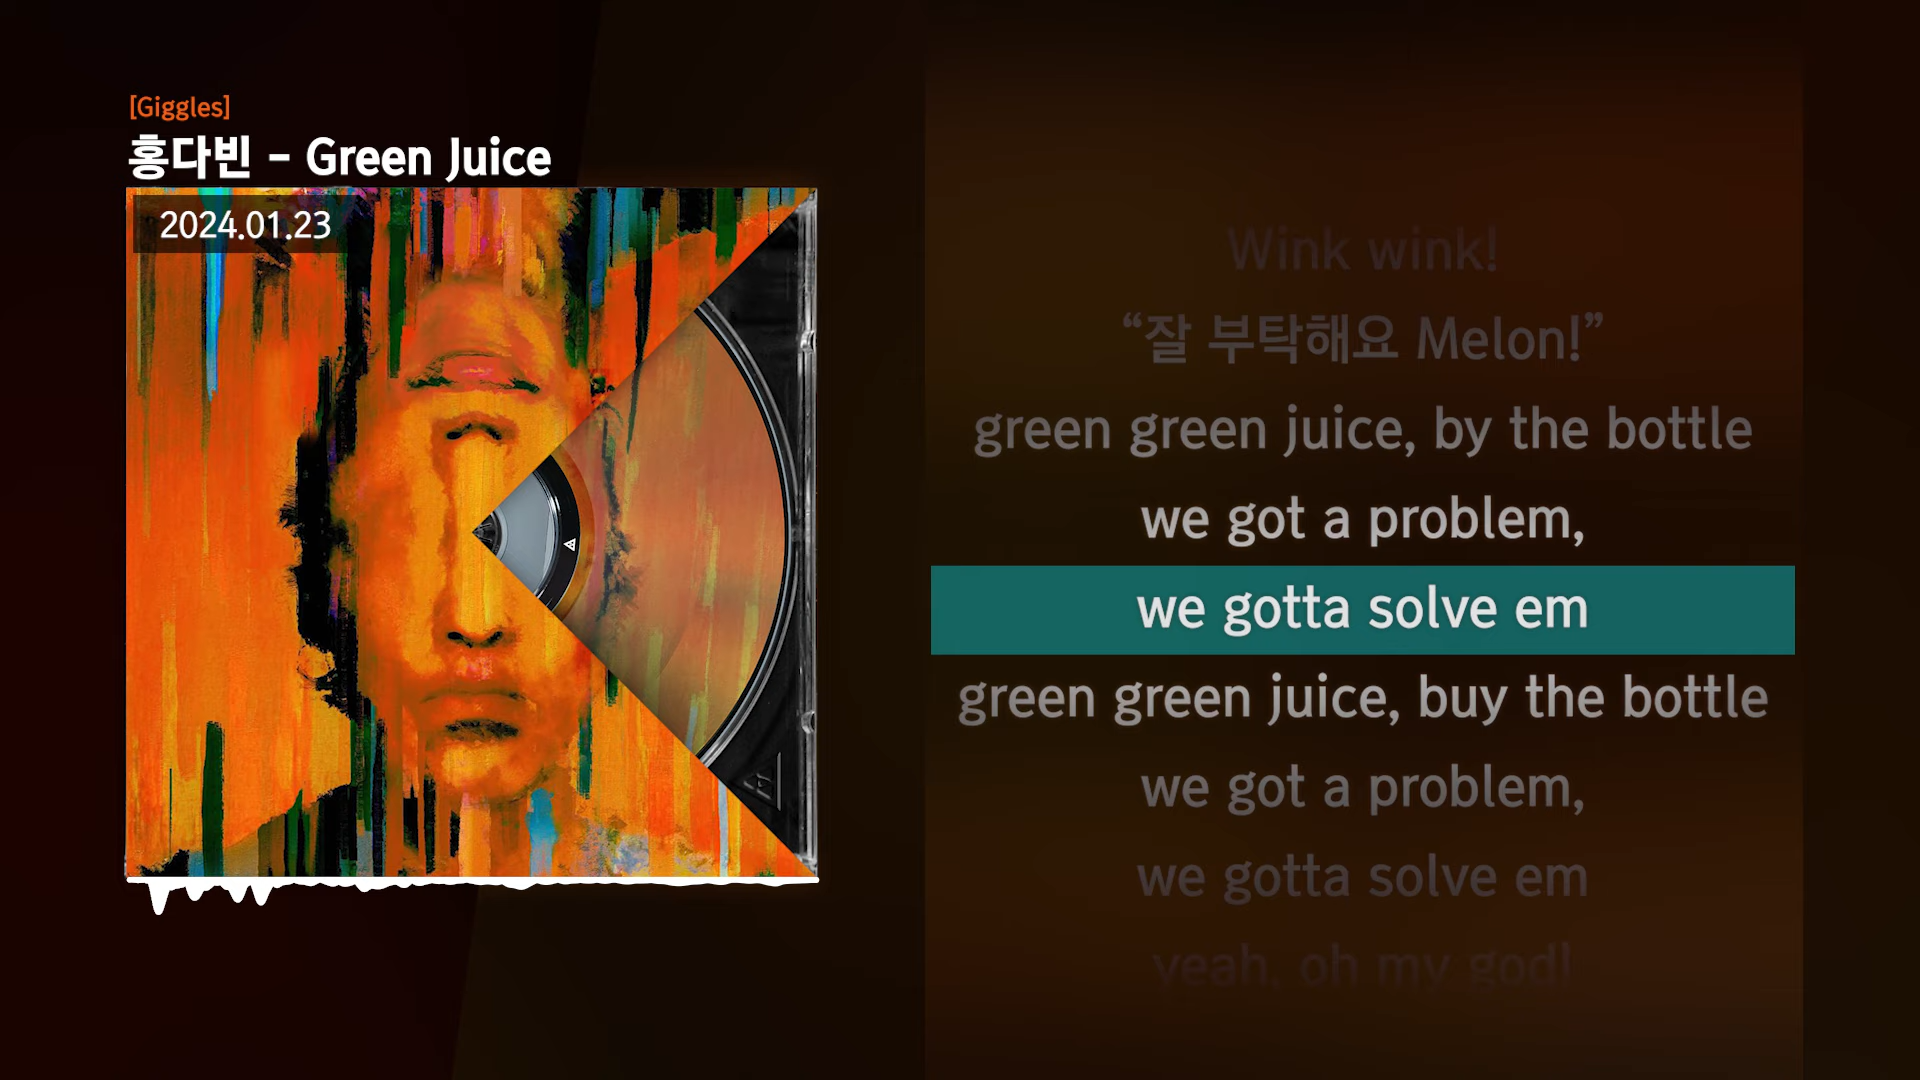 [Giggles]
홍다빈 - Green Juice
2024.01.23
Wink wink!
“잘 부탁해요 Melon!”
green green juice, by the bottle
we got a problem,
we gotta solve em
green green juice, buy the bottle
we got a problem,
we gotta solve em
yeah, oh my god!